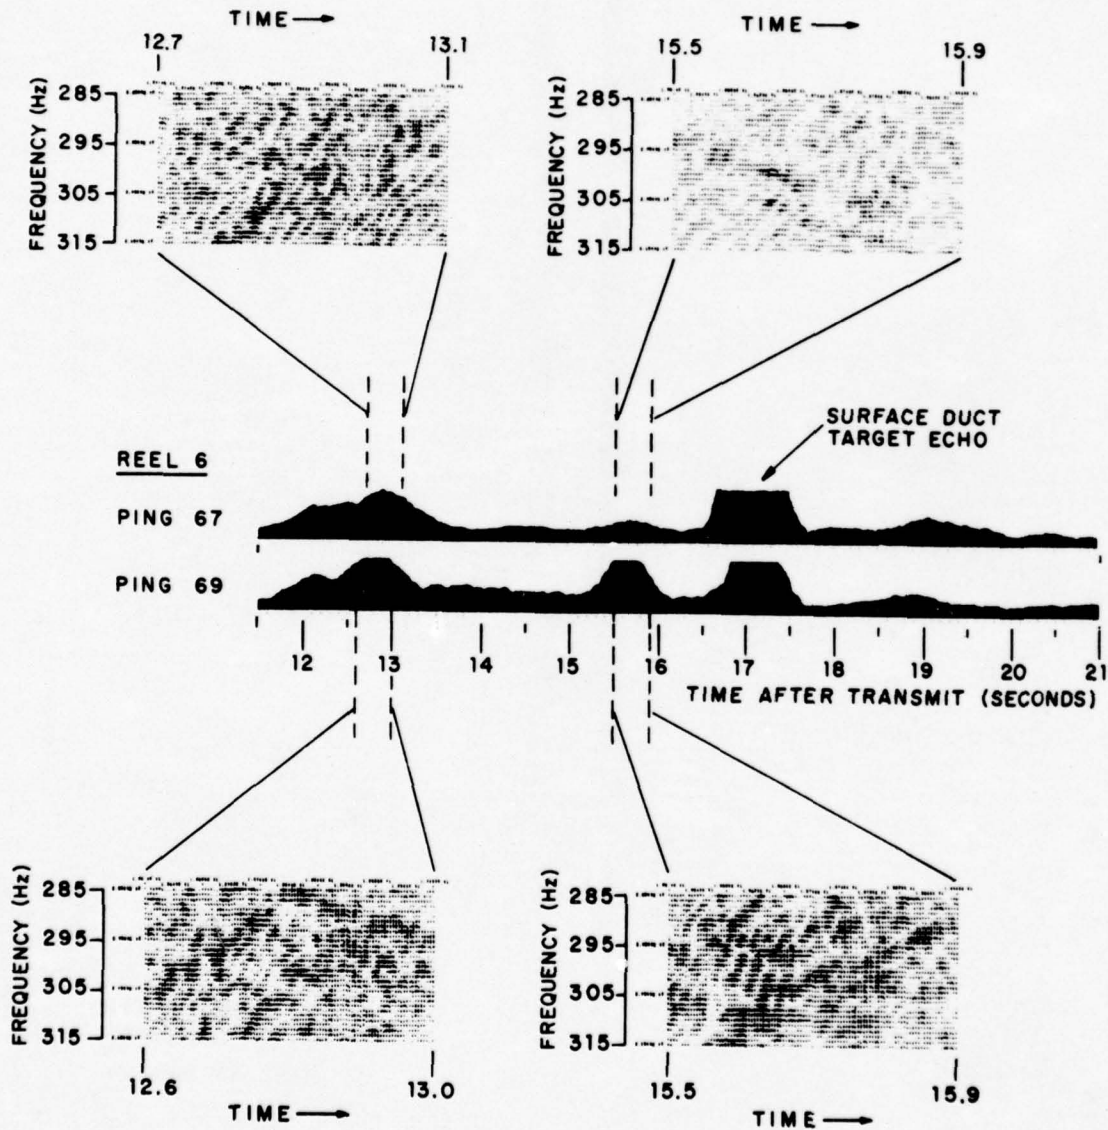 TIME
12.7
13.1
FREQUENCY (Hz)
285
295
305
315
TIME
15.5
15.9
FREQUENCY (Hz)
285
295
305
315
SURFACE DUCT
TARGET ECHO
REEL 6
PING 67
PING 69
12 13 14 15 16 17 18 19 20 21
TIME AFTER TRANSMIT (SECONDS)
FREQUENCY (Hz)
285
295
305
315
12.6
13.0
TIME
FREQUENCY (Hz)
285
295
305
315
15.5
15.9
TIME